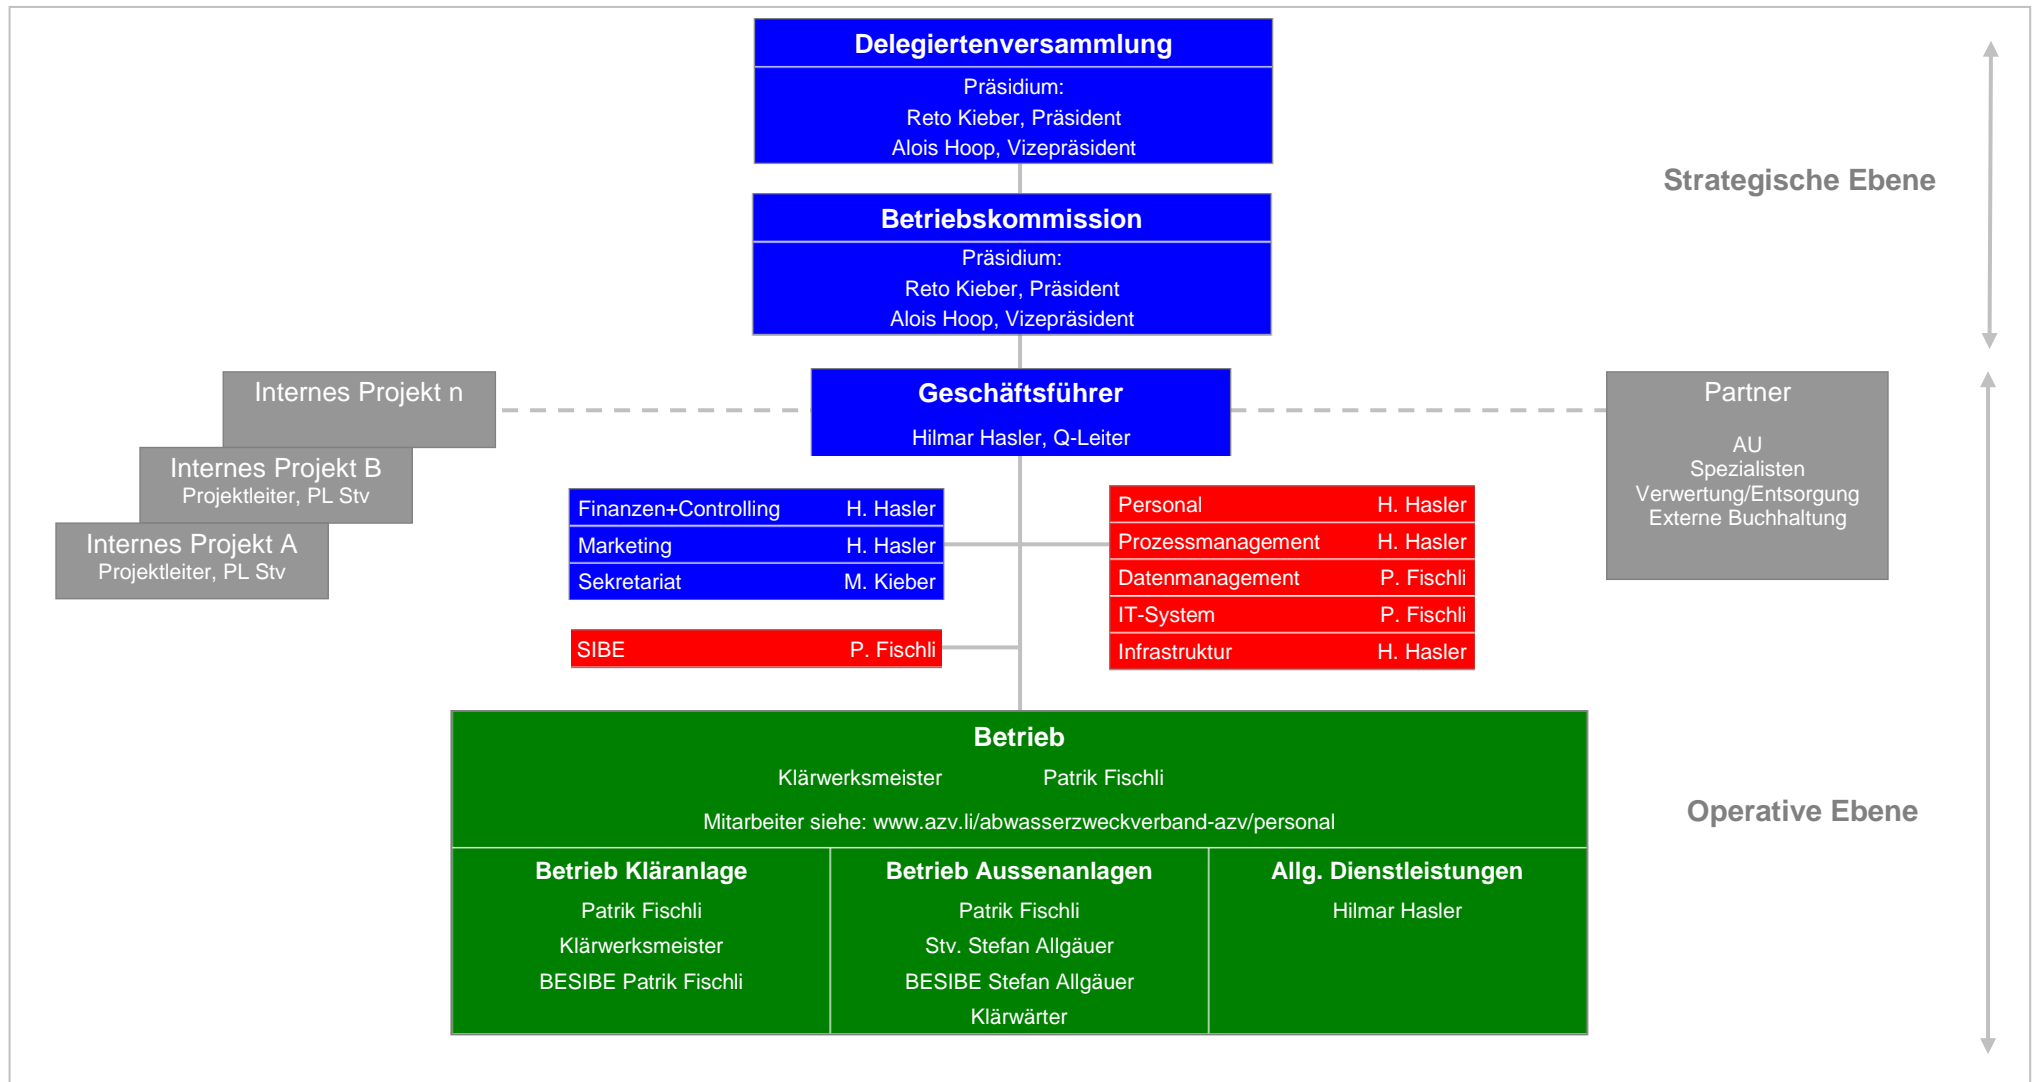 Delegiertenversammlung
Präsidium:
Reto Kieber, Präsident
Alois Hoop, Vizepräsident
Strategische Ebene
Betriebskommission
Präsidium:
Reto Kieber, Präsident
Alois Hoop, Vizepräsident
Geschäftsführer
Hilmar Hasler, Q-Leiter
Internes Projekt n
Internes Projekt B
Projektleiter, PL Stv
Internes Projekt A
Projektleiter, PL Stv
Partner
AU
Spezialisten
Verwertung/Entsorgung
Externe Buchhaltung
Finanzen+Controlling H. Hasler
Marketing H. Hasler
Sekretariat M. Kieber
SIBE P. Fischli
Personal H. Hasler
Prozessmanagement H. Hasler
Datenmanagement P. Fischli
IT-System P. Fischli
Infrastruktur H. Hasler
Betrieb
Klärwerksmeister Patrik Fischli
Mitarbeiter siehe: www.azv.li/abwasserzweckverband-azv/personal
Operative Ebene
Betrieb Kläranlage
Patrik Fischli
Klärwerksmeister
BESIBE Patrik Fischli
Betrieb Aussenanlagen
Patrik Fischli
Stv. Stefan Allgäuer
BESIBE Stefan Allgäuer
Klärwärter
Allg. Dienstleistungen
Hilmar Hasler